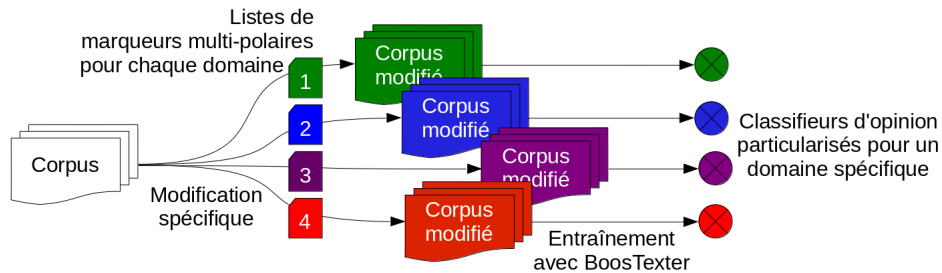 Listes de
marqueurs multi-polaires
pour chaque domaine
1
2
3
4
Corpus
Modification
spécifique
Corpus
modifié
Corpus
modifié
Corpus
modifié
Corpus
modifié
Entraînement
avec BoosTexter
Classifieurs d'opinion
particularisés pour un
domaine spécifique